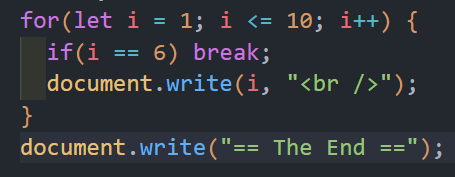 for(let i = 1; i <= 10; i++) {
  if(i == 6) break;
  document.write(i, "<br />");
}
document.write("== The End ==");